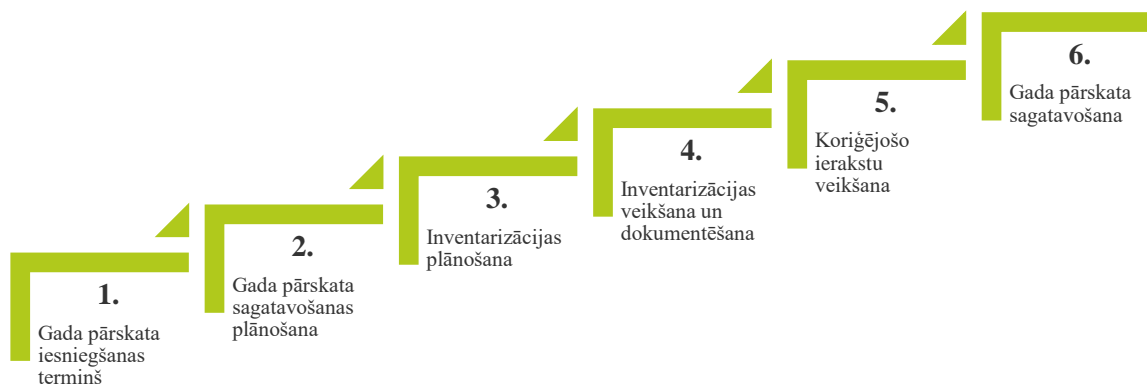 1.
Gada pārskata
iesniegšanas
termiņš
2.
Gada pārskata
sagatavošanas
plānošana
3.
Inventarizācijas
plānošana
4.
Inventarizācijas
veikšana un
dokumentēšana
5.
Koriģējošo
ierakstu
veikšana
6.
Gada pārskata
sagatavošana